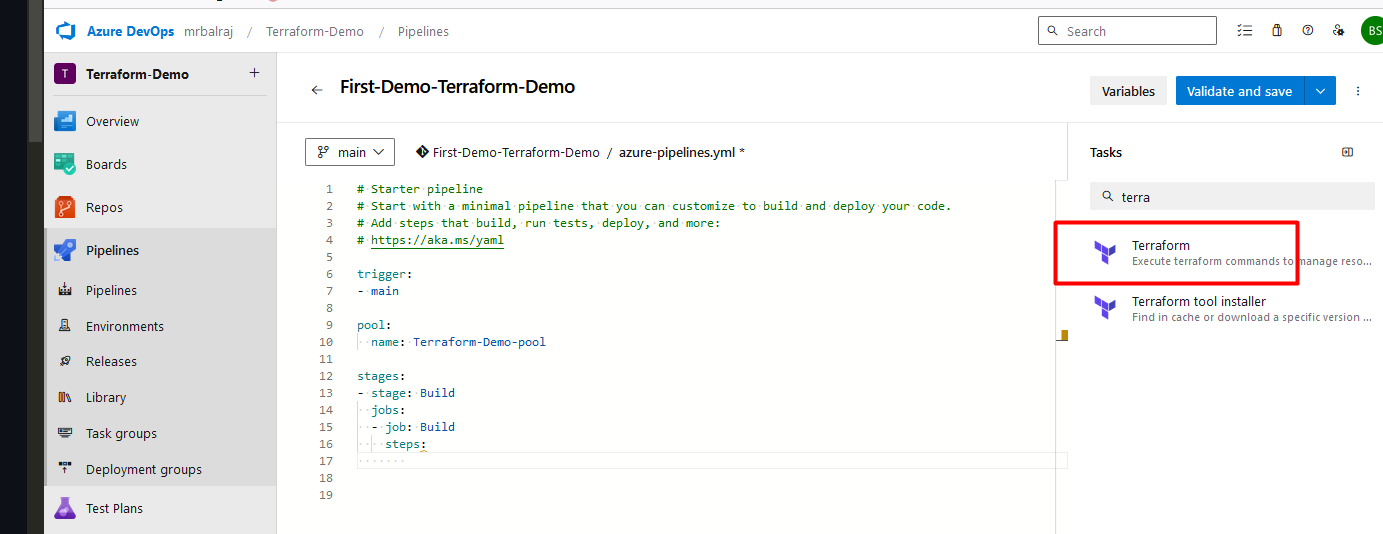 Azure DevOps mrbalraj / Terraform-Demo / Pipelines
Search
BS
T Terraform-Demo +
Overview
Boards
Repos
Pipelines
Pipelines
Environments
Releases
Library
Task groups
Deployment groups
Test Plans
First-Demo-Terraform-Demo
Variables
Validate and save
main
First-Demo-Terraform-Demo / azure-pipelines.yml *
1 # Starter pipeline
2 # Start with a minimal pipeline that you can customize to build and deploy your code.
3 # Add steps that build, run tests, deploy, and more:
4 # https://aka.ms/yaml
5
6 trigger:
7 - main
8
9 pool:
10 name: Terraform-Demo-pool
11
12 stages:
13 - stage: Build
14 jobs:
15 - job: Build
16 steps:
17
18
19
Tasks
terra
Terraform
Execute terraform commands to manage reso...
Terraform tool installer
Find in cache or download a specific version ...